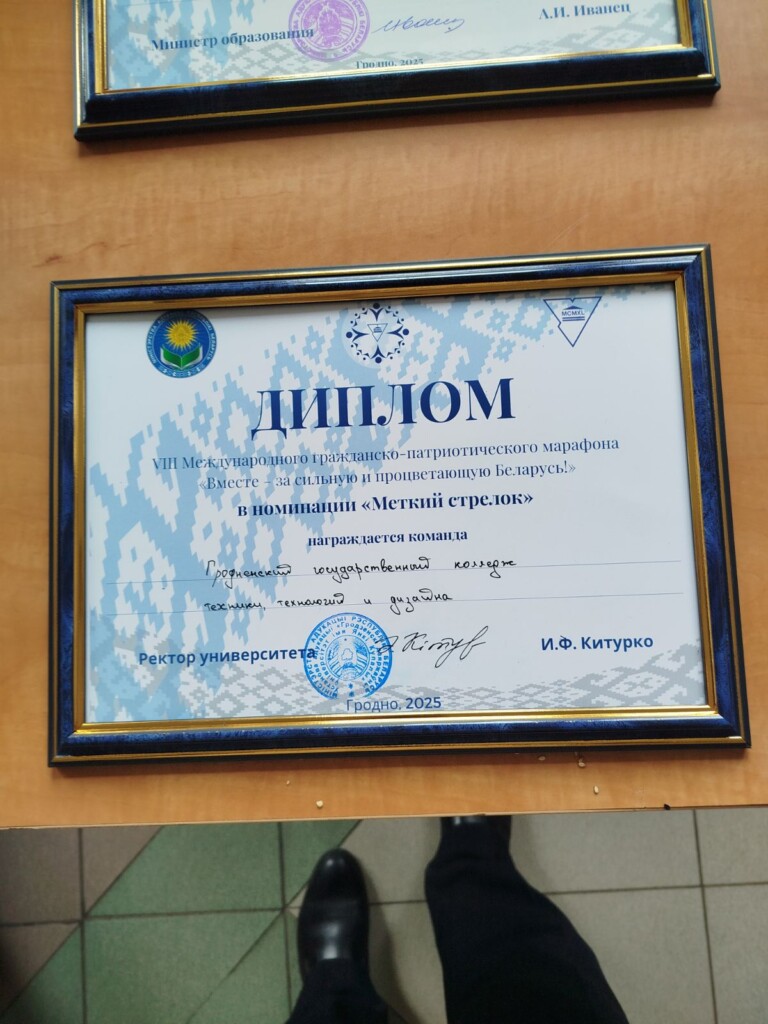 Министр образования
А.И. Иванец
Гродно, 2025
MCMXL
ДИПЛОМ
VIII Международного гражданско-патриотического марафона
«Вместе – за сильную и процветающую Беларусь!»
в номинации «Меткий стрелок»
награждается команда
Гродненский государственный колледж
техники, технологий и дизайна
Ректор университета
И.Ф. Китурко
Гродно, 2025